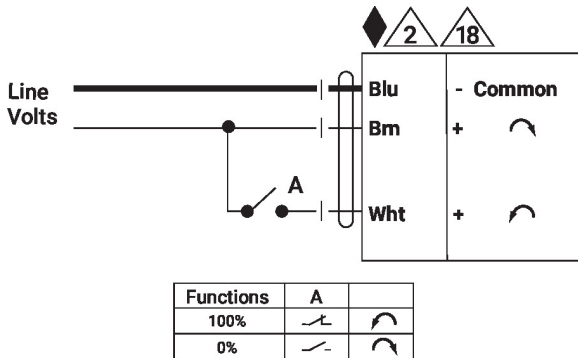 2 18
Line
Volts
Blu - Common
Brn +
A
Wht +
Functions A
100%
0%